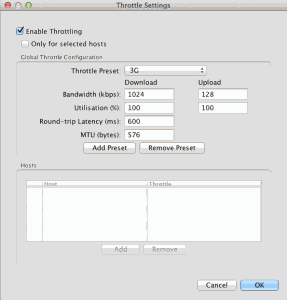 Throttle Settings
Enable Throttling
Only for selected hosts
Global Throttle Configuration
Throttle Preset: 3G
Download Upload
Bandwidth (kbps): 1024 128
Utilisation (%): 100 100
Round-trip Latency (ms): 600
MTU (bytes): 576
Add Preset Remove Preset
Hosts
Host Throttle
Add Remove
Cancel OK